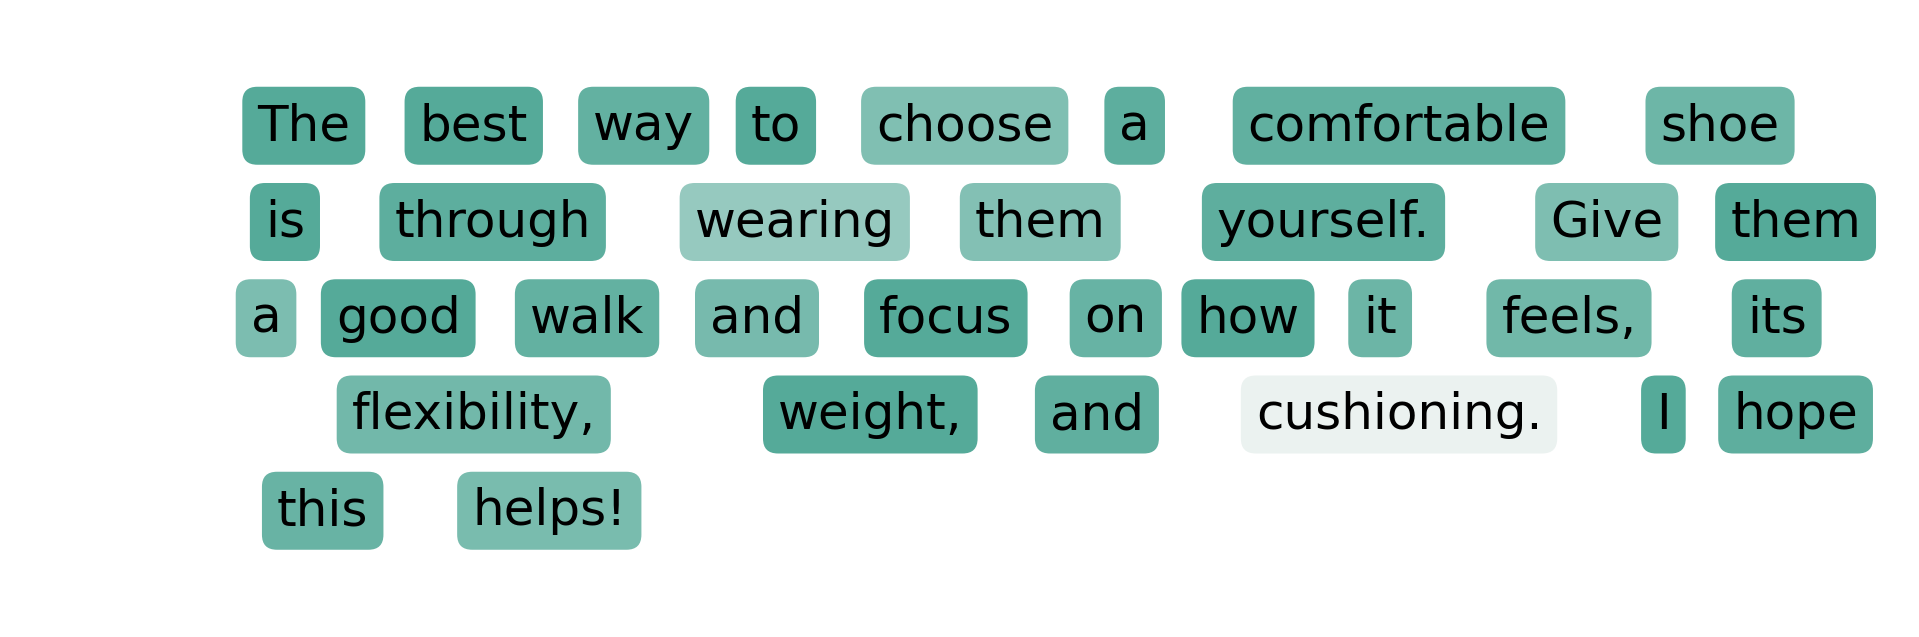 The best way to choose a comfortable shoe
is through wearing them yourself. Give them
a good walk and focus on how it feels, its
flexibility, weight, and cushioning. I hope
this helps!